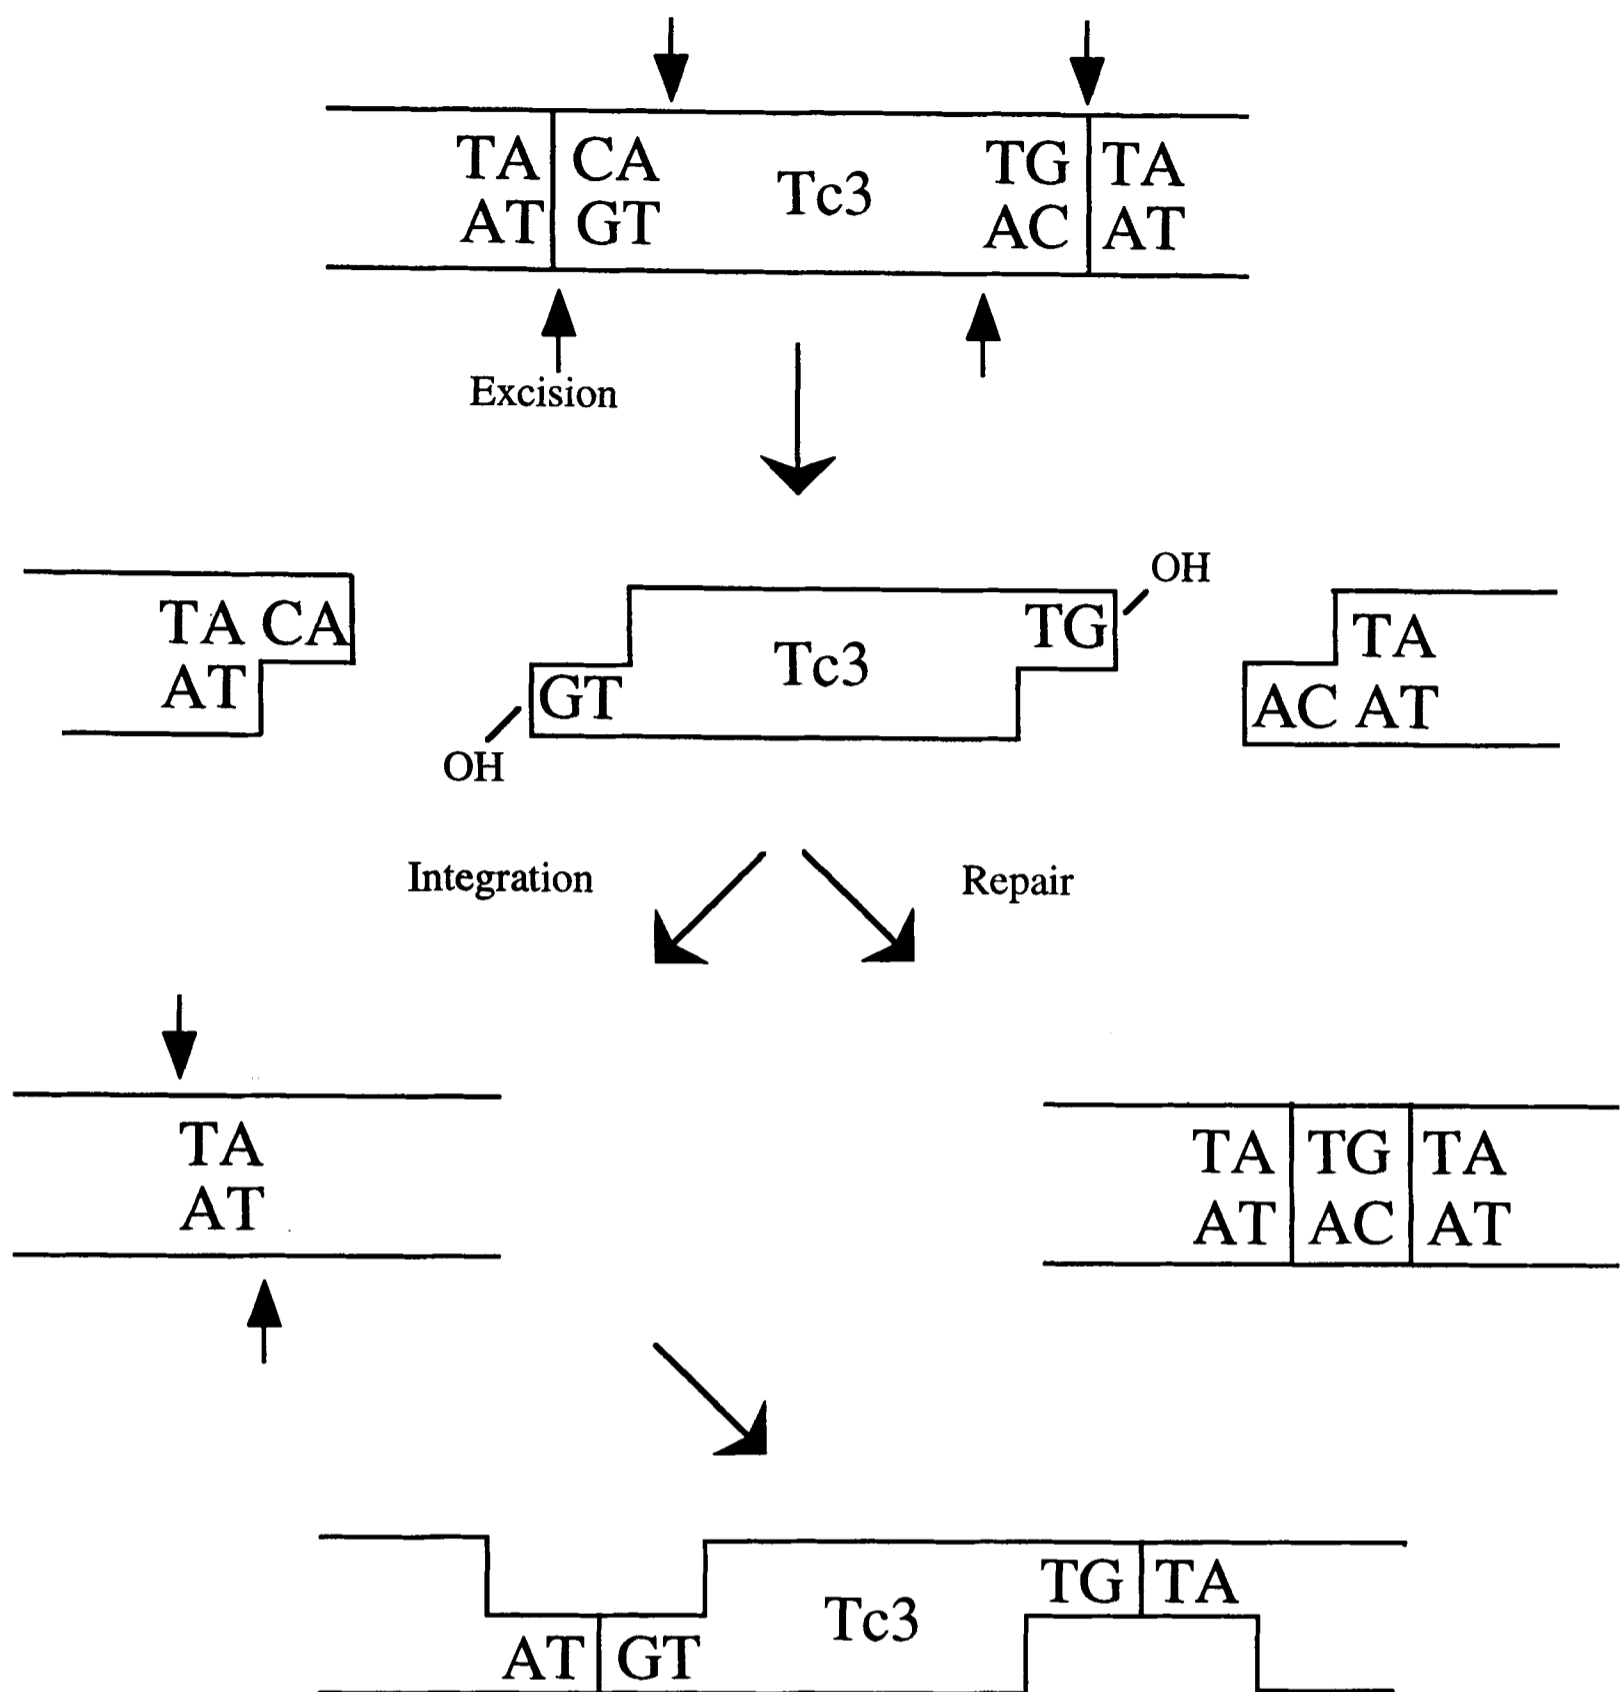 TA CA Tc3 TG TA
AT GT AC AT
Excision
OH
TA CA Tc3 TG TA
AT GT AC AT
OH
Integration Repair
TA TA TG TA
AT AT AC AT
TG TA
Tc3
AT GT